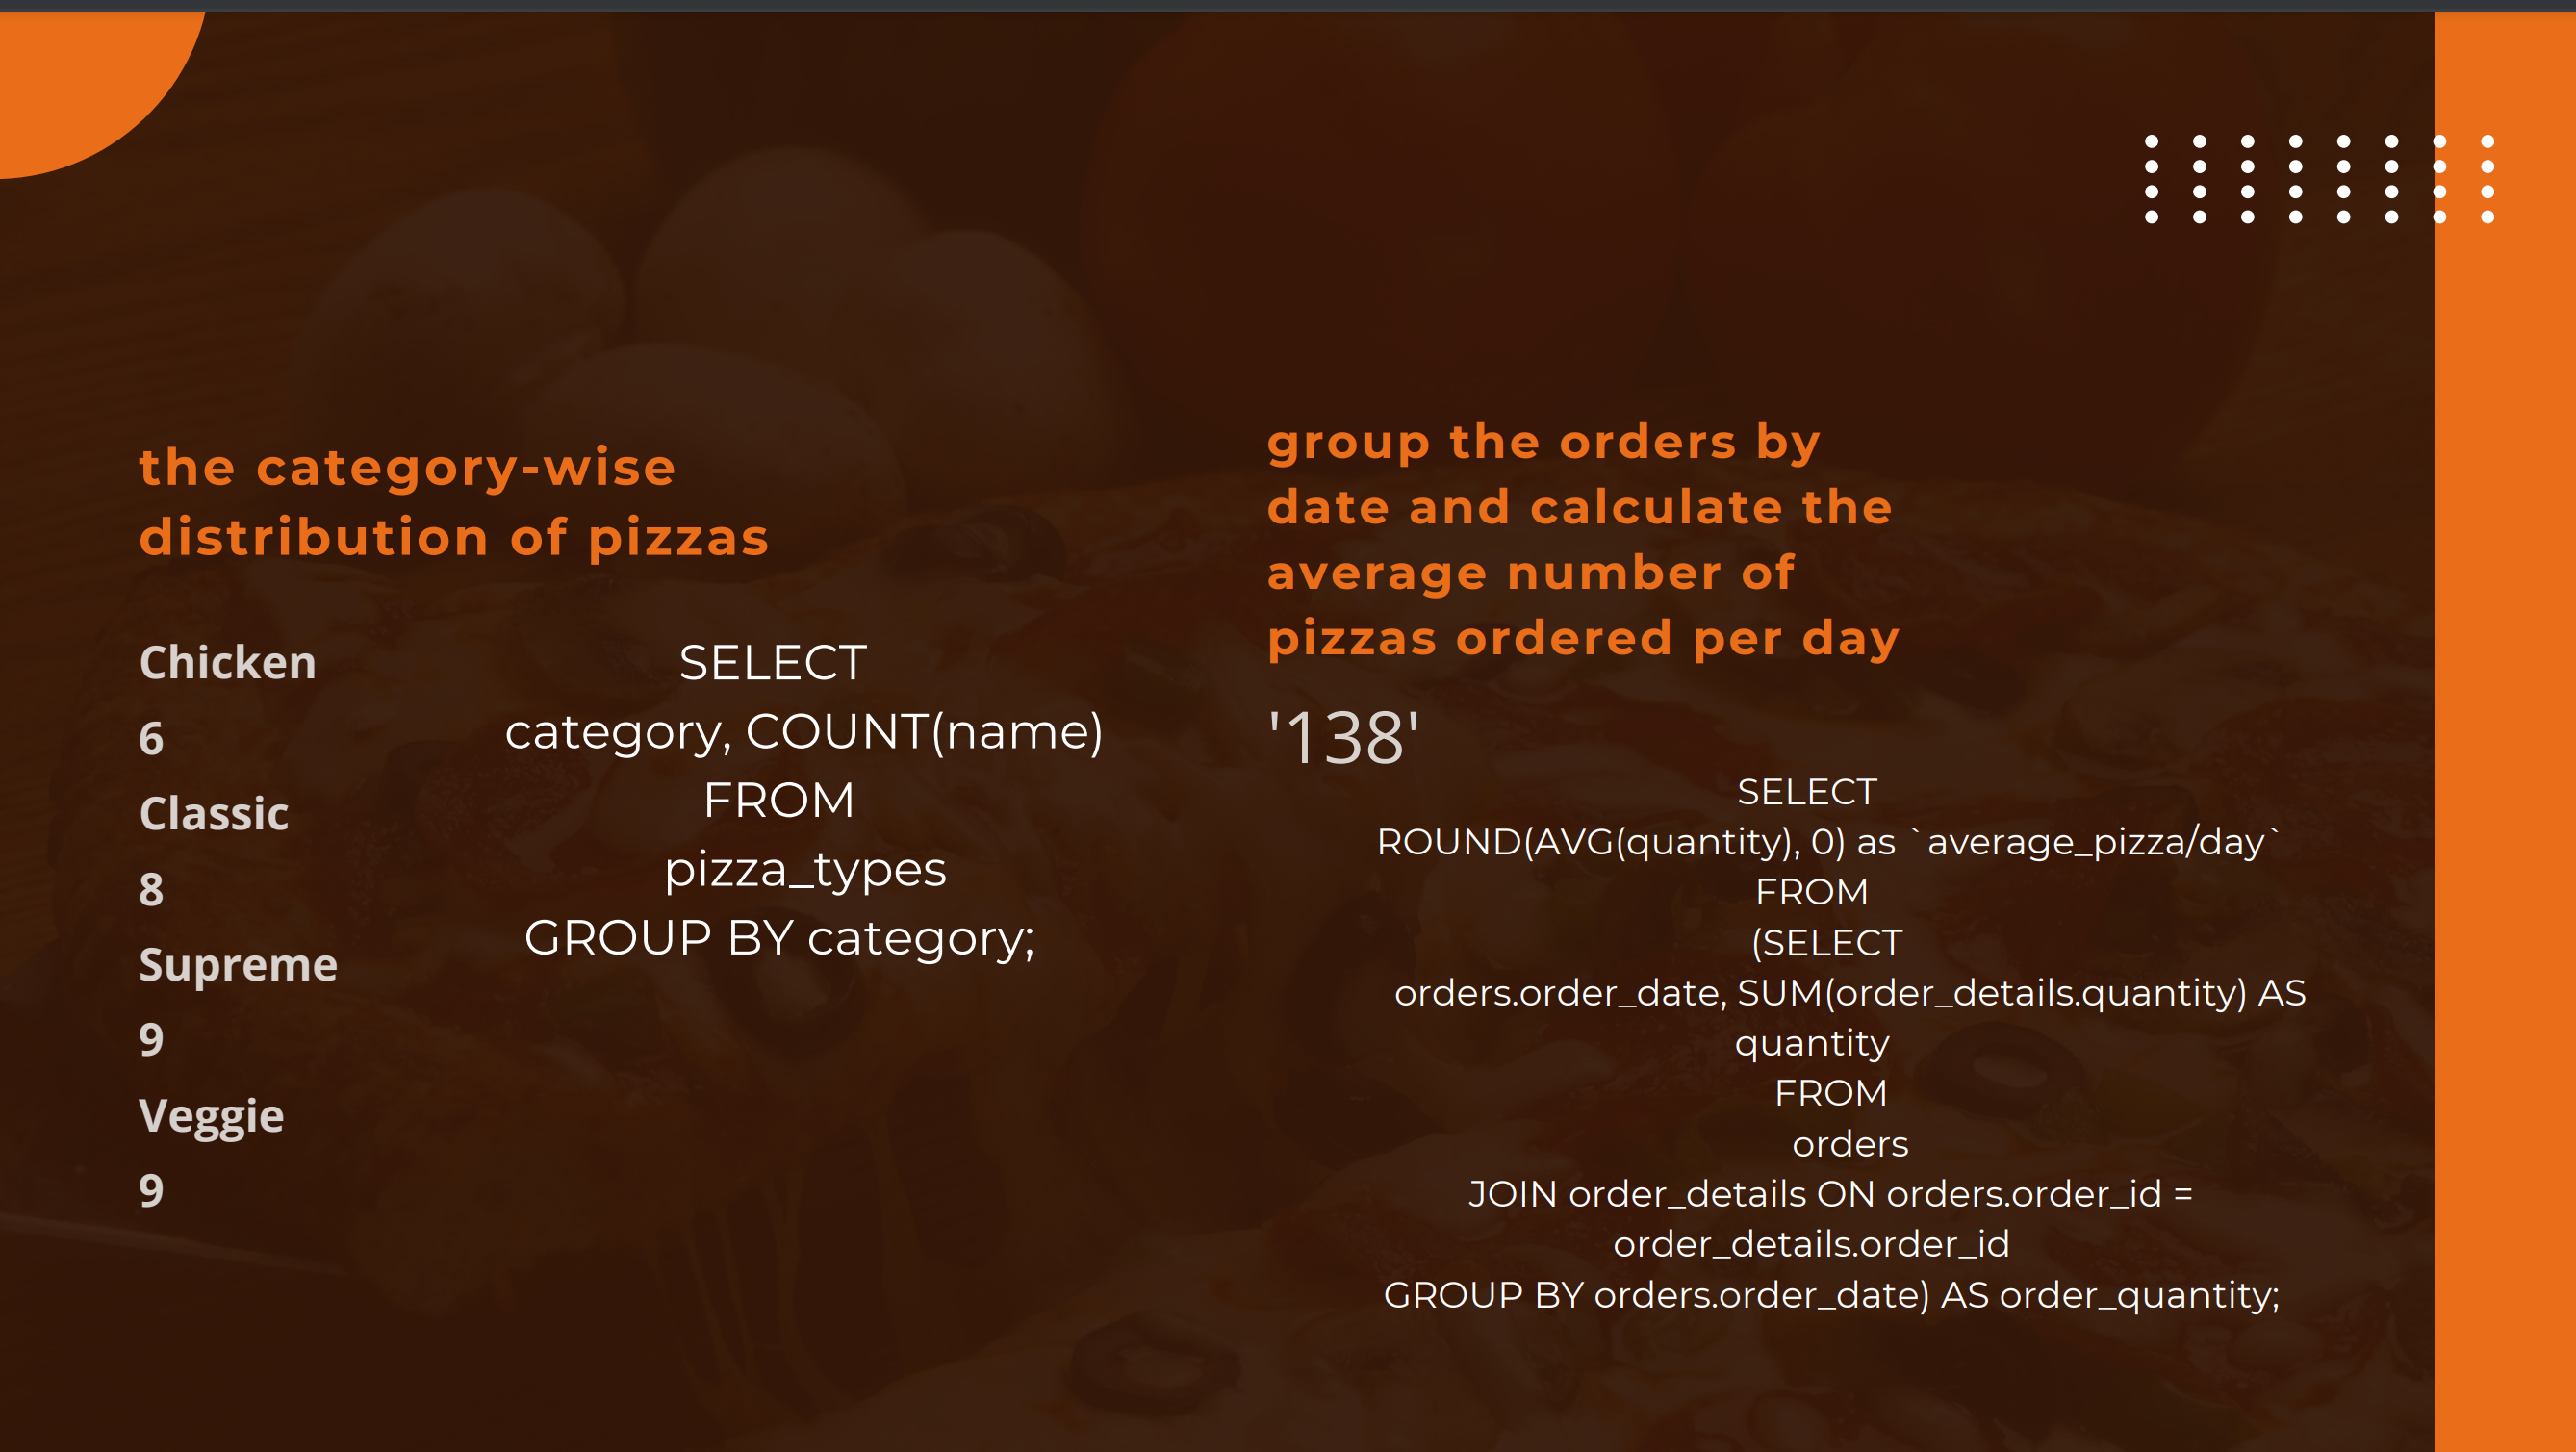 the category-wise
distribution of pizzas
Chicken
6
Classic
8
Supreme
9
Veggie
9
SELECT
category, COUNT(name)
FROM
pizza_types
GROUP BY category;
group the orders by
date and calculate the
average number of
pizzas ordered per day
'138'
SELECT
ROUND(AVG(quantity), 0) as `average_pizza/day`
FROM
(SELECT
orders.order_date, SUM(order_details.quantity) AS
quantity
FROM
orders
JOIN order_details ON orders.order_id =
order_details.order_id
GROUP BY orders.order_date) AS order_quantity;